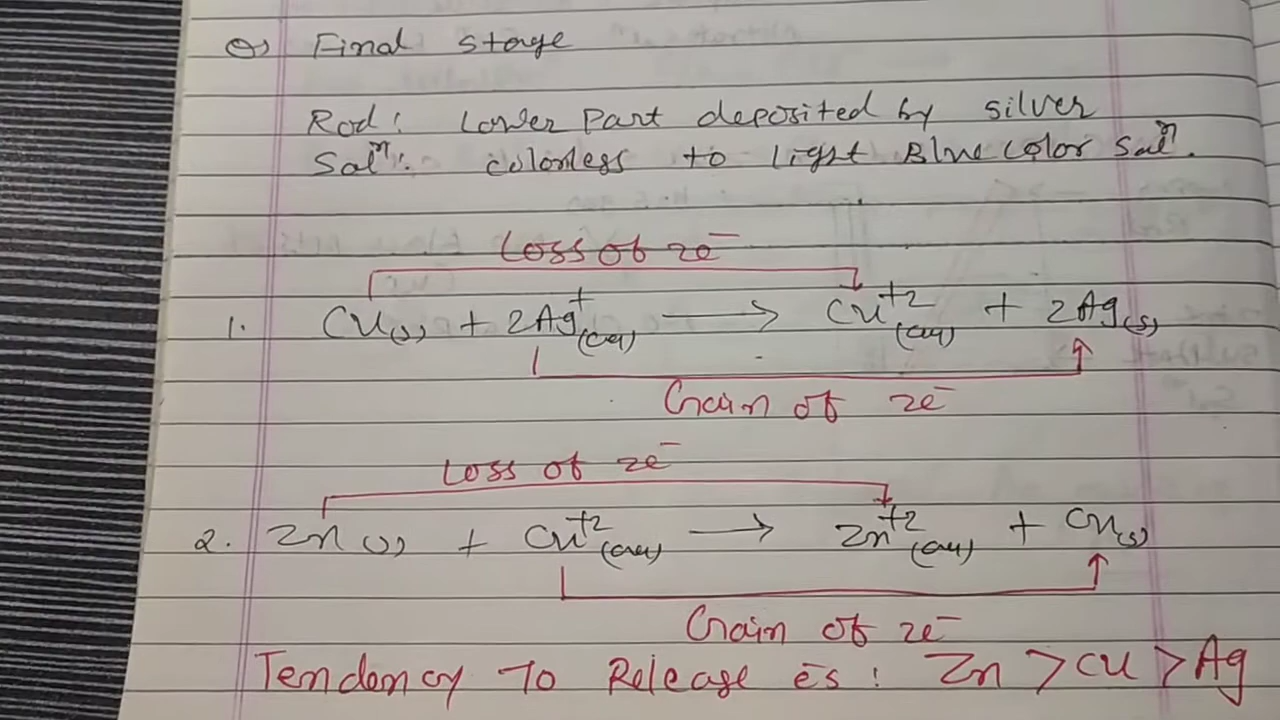 Q) Final stage
Rod: Lower Part deposited by silver
Solⁿ: colorless to light Blue color Solⁿ.
Loss of 2e⁻
1. Cu(s) + 2Ag⁺(aq) → Cu⁺²(aq) + 2Ag(s)
Gain of 2e⁻
Loss of 2e⁻
2. Zn(s) + Cu⁺²(aq) → Zn⁺²(aq) + Cu(s)
Gain of 2e⁻
Tendency To Release ēs: Zn > Cu > Ag